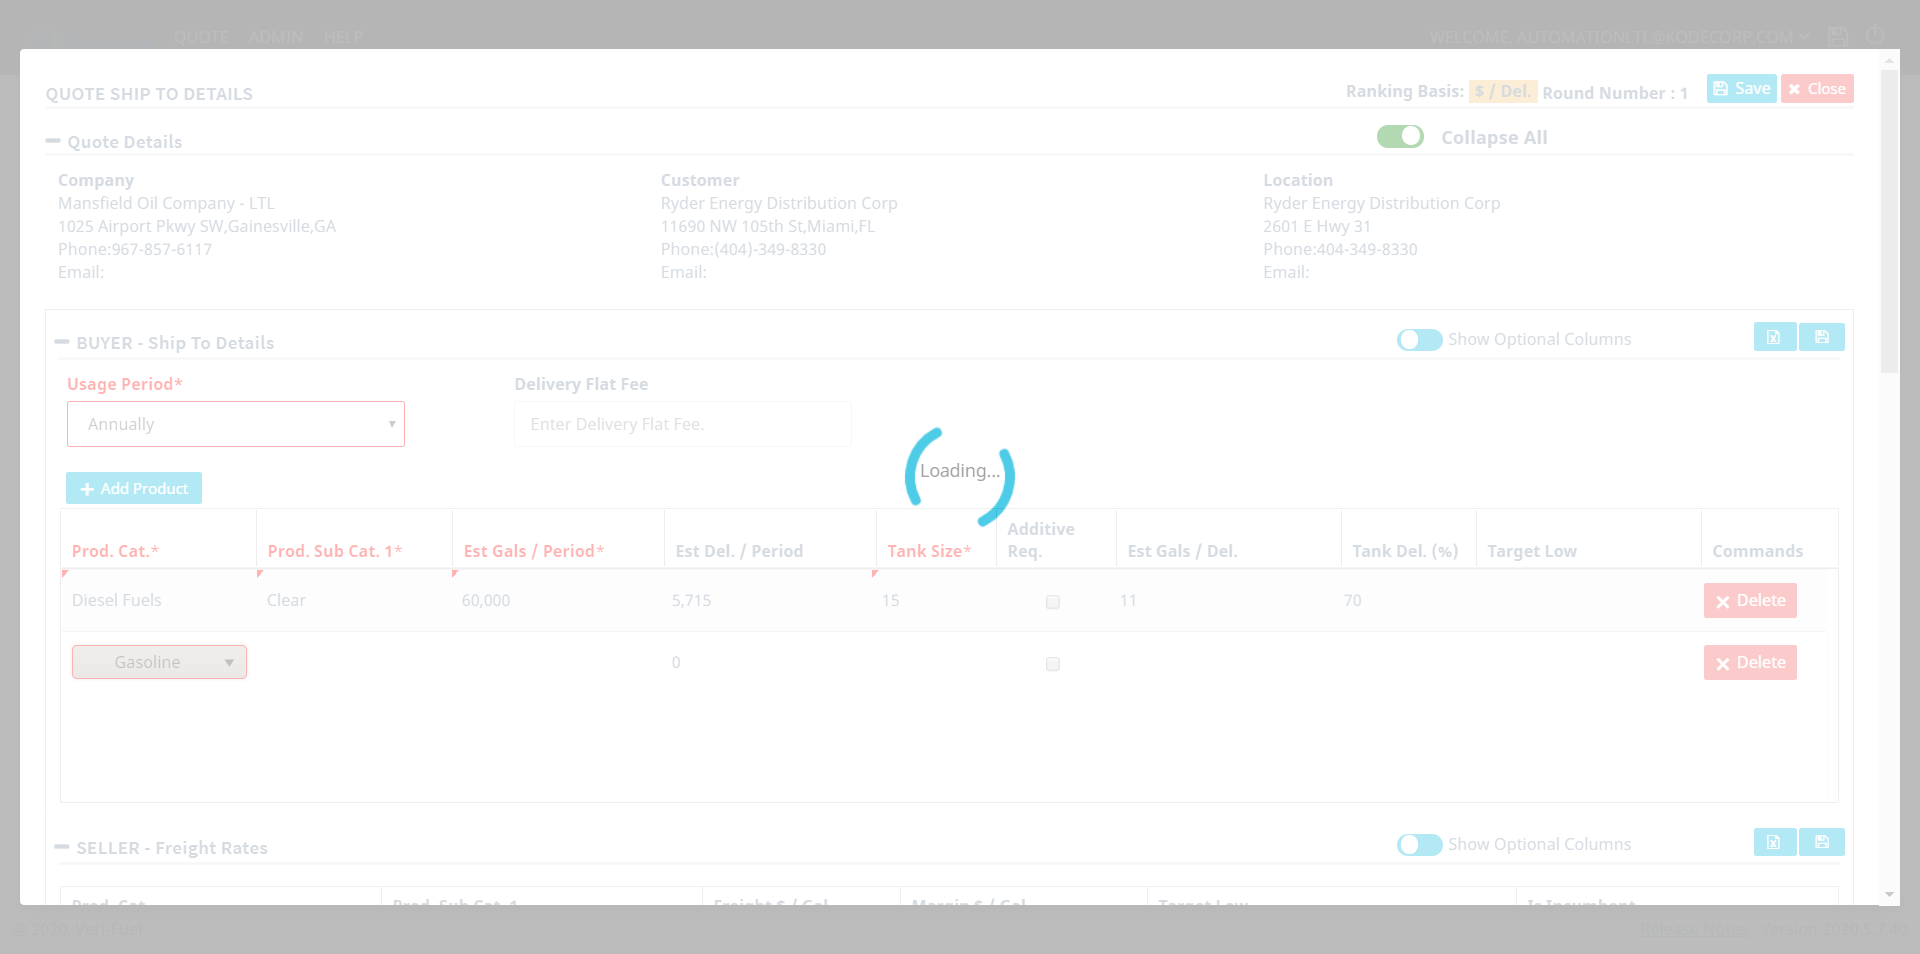 QUOTE ADMIN HELP
WELCOME, AUTOMATIONLTL@KODECORP.COM
QUOTE SHIP TO DETAILS
Ranking Basis: $ / Del. Round Number : 1
Save Close
Quote Details
Collapse All
Company
Mansfield Oil Company - LTL
1025 Airport Pkwy SW,Gainesville,GA
Phone:967-857-6117
Email:
Customer
Ryder Energy Distribution Corp
11690 NW 105th St,Miami,FL
Phone:(404)-349-8330
Email:
Location
Ryder Energy Distribution Corp
2601 E Hwy 31
Phone:404-349-8330
Email:
BUYER - Ship To Details
Show Optional Columns
Usage Period*
Annually
Delivery Flat Fee
Enter Delivery Flat Fee.
Loading...
Add Product
Prod. Cat.* Prod. Sub Cat. 1* Est Gals / Period* Est Del. / Period Tank Size* Additive Req. Est Gals / Del. Tank Del. (%) Target Low Commands
Diesel Fuels Clear 60,000 5,715 15 11 70 Delete
Gasoline 0 Delete
SELLER - Freight Rates
Show Optional Columns
Prod. Cat. Prod. Sub Cat. 1 Freight $ / Gal. Margin $ / Gal. Target Low Is Incumbent
@ 2020, Veri-Fuel
Release Notes